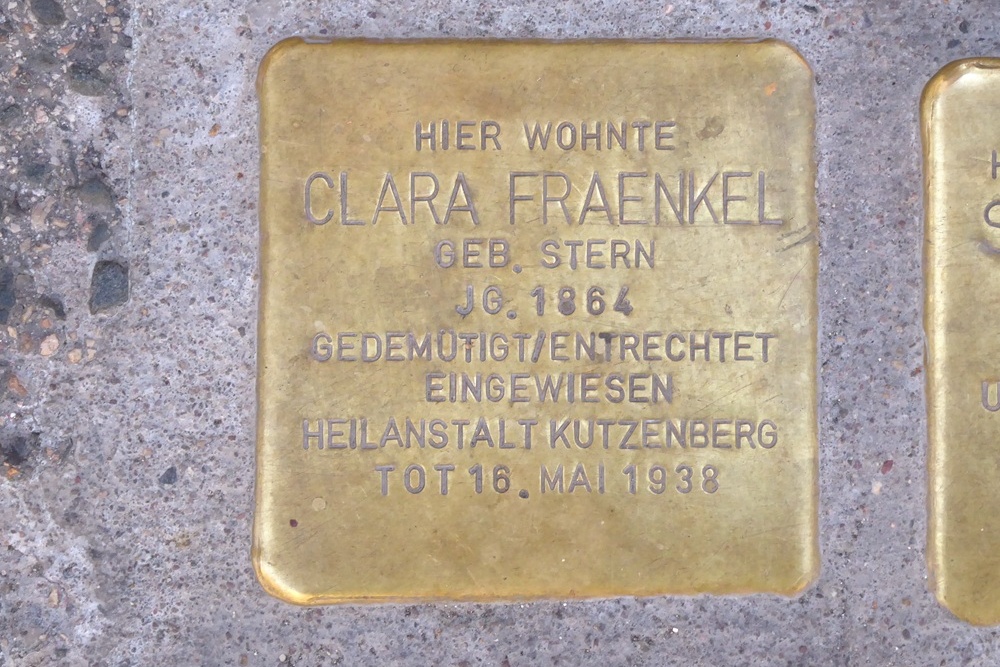 HIER WOHNTE
CLARA FRAENKEL
GEB. STERN
JG. 1864
GEDEMÜTIGT/ENTRECHTET
EINGEWIESEN
HEILANSTALT KUTZENBERG
TOT 16. MAI 1938